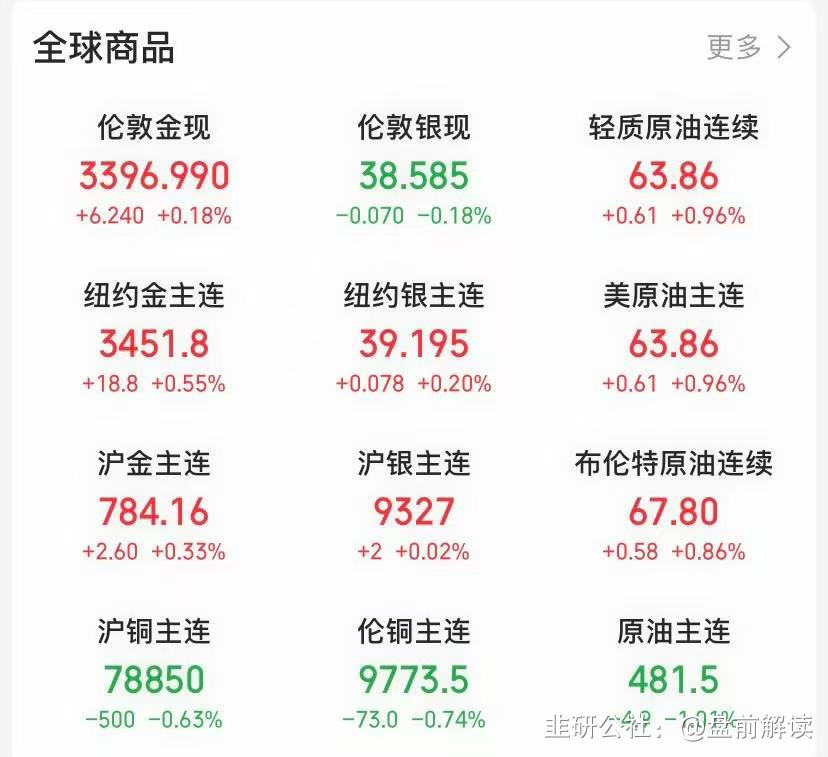 全球商品 更多
伦敦金现 伦敦银现 轻质原油连续
3396.990 38.585 63.86
+6.240 +0.18% -0.070 -0.18% +0.61 +0.96%
纽约金主连 纽约银主连 美原油主连
3451.8 39.195 63.86
+18.8 +0.55% +0.078 +0.20% +0.61 +0.96%
沪金主连 沪银主连 布伦特原油连续
784.16 9327 67.80
+2.60 +0.33% +2 +0.02% +0.58 +0.86%
沪铜主连 伦铜主连 原油主连
78850 9773.5 481.5
-500 -0.63% -73.0 -0.74% -4.9 -1.01%
韭研公社：@盘前解读